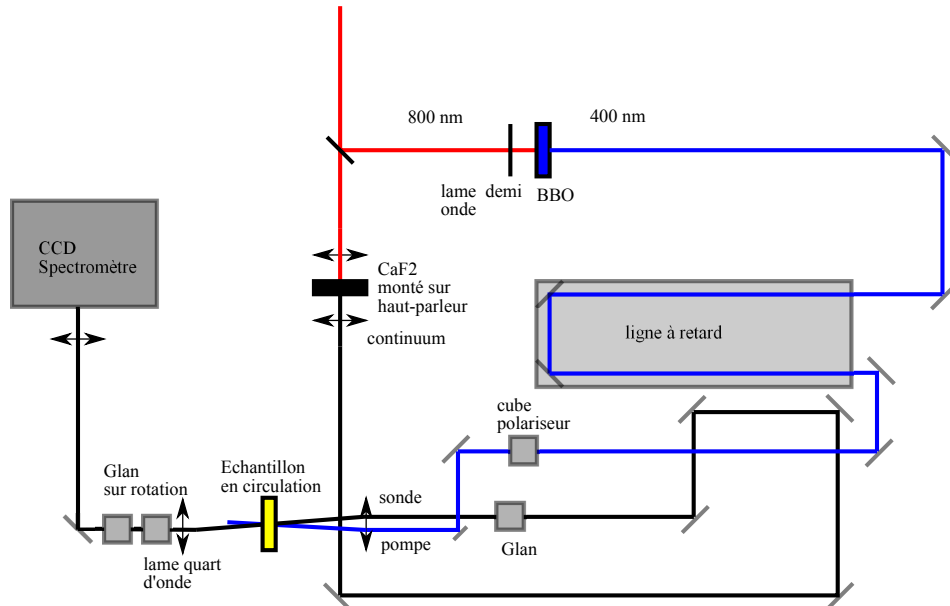 800 nm
400 nm
lame demi
onde
BBO
CCD
Spectromètre
CaF2
monté sur
haut-parleur
continuum
ligne à retard
cube
polariseur
Glan
sur rotation
Echantillon
en circulation
sonde
pompe
Glan
lame quart
d'onde